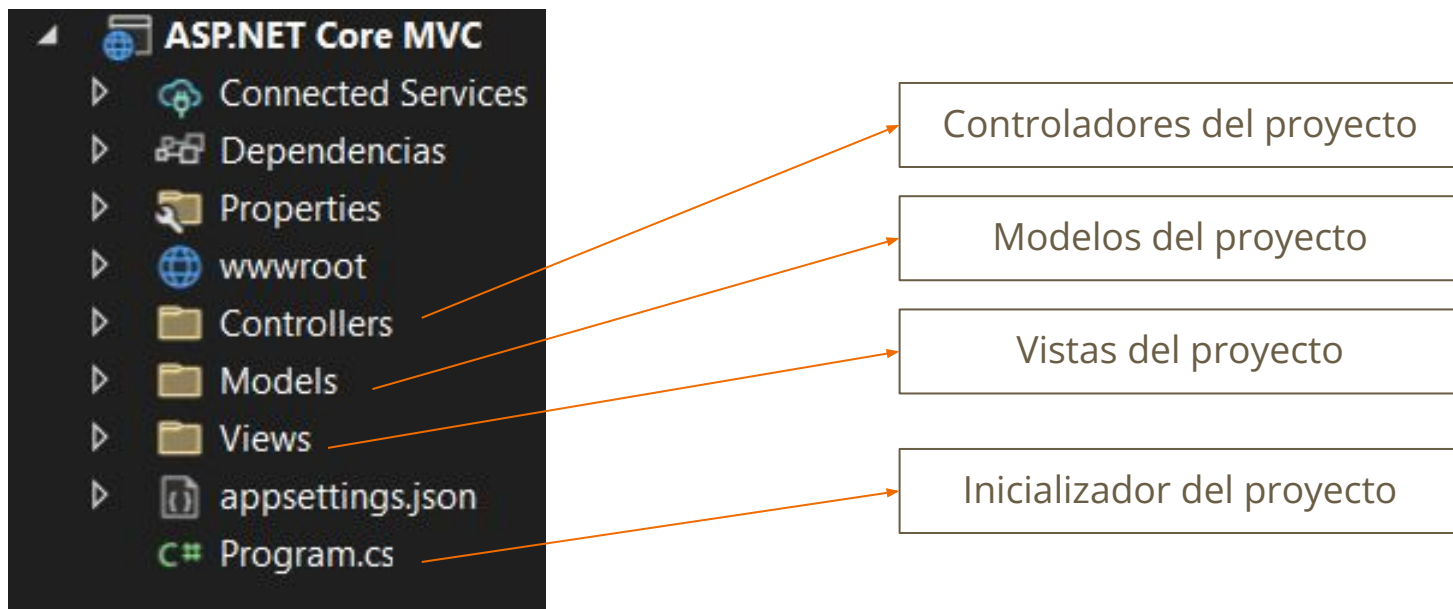 ASP.NET Core MVC
Connected Services
Dependencias
Properties
wwwroot
Controllers
Models
Views
appsettings.json
C# Program.cs
Controladores del proyecto
Modelos del proyecto
Vistas del proyecto
Inicializador del proyecto